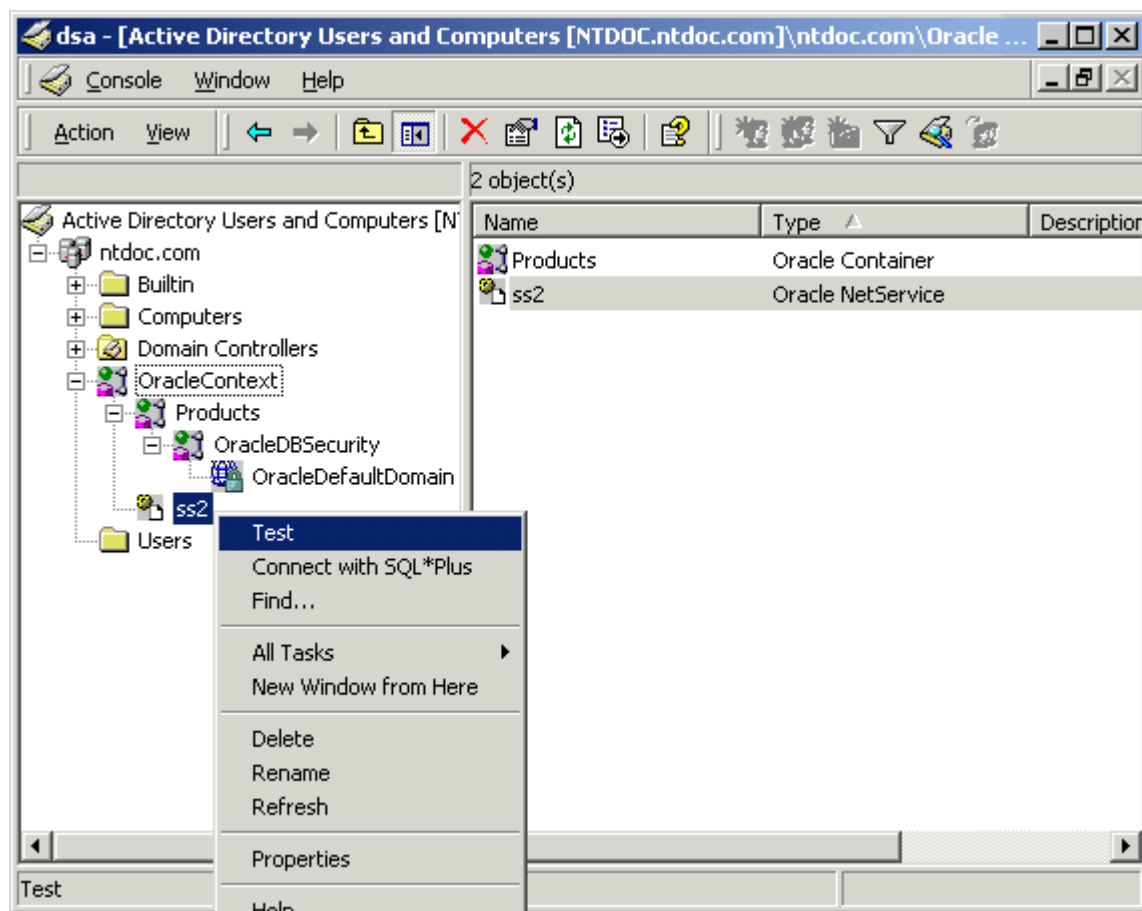 dsa - [Active Directory Users and Computers [NTDOC.ntdoc.com]\ntdoc.com\Oracle ...
Console Window Help
Action View
2 object(s)
Active Directory Users and Computers [N
ntdoc.com
Builtin
Computers
Domain Controllers
OracleContext
Products
OracleDBSecurity
OracleDefaultDomain
ss2
Users
Name Type Description
Products Oracle Container
ss2 Oracle NetService
Test
Connect with SQL*Plus
Find...
All Tasks
New Window from Here
Delete
Rename
Refresh
Properties
Help
Test